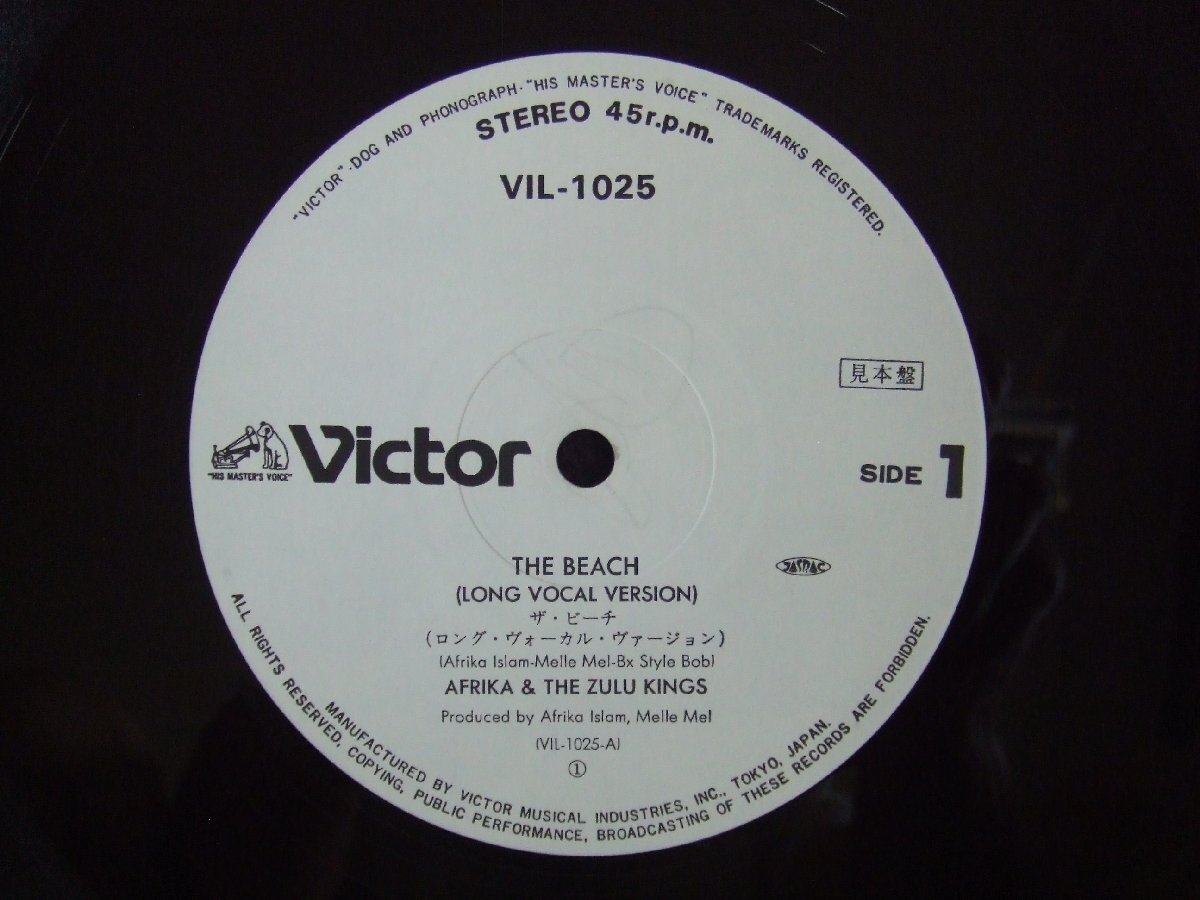 "VICTOR"·DOG AND PHONOGRAPH·"HIS MASTER'S VOICE" TRADEMARKS REGISTERED.
STEREO 45r.p.m.
VIL-1025
見本盤
"HIS MASTER'S VOICE"
Victor
SIDE 1
THE BEACH
(LONG VOCAL VERSION)
JASRAC
ザ・ビーチ
(ロング・ヴォーカル・ヴァージョン)
(Afrika Islam-Melle Mel-Bx Style Bob)
AFRIKA & THE ZULU KINGS
Produced by Afrika Islam, Melle Mel
(VIL-1025-A)
①
MANUFACTURED BY VICTOR MUSICAL INDUSTRIES, INC., TOKYO, JAPAN.
ALL RIGHTS RESERVED, COPYING, PUBLIC PERFORMANCE, BROADCASTING OF THESE RECORDS ARE FORBIDDEN.